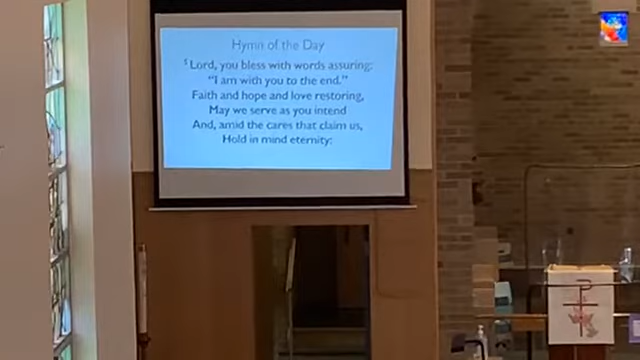 Hymn of the Day
5 Lord, you bless with words assuring:
"I am with you to the end."
Faith and hope and love restoring,
May we serve as you intend
And, amid the cares that claim us,
Hold in mind eternity: